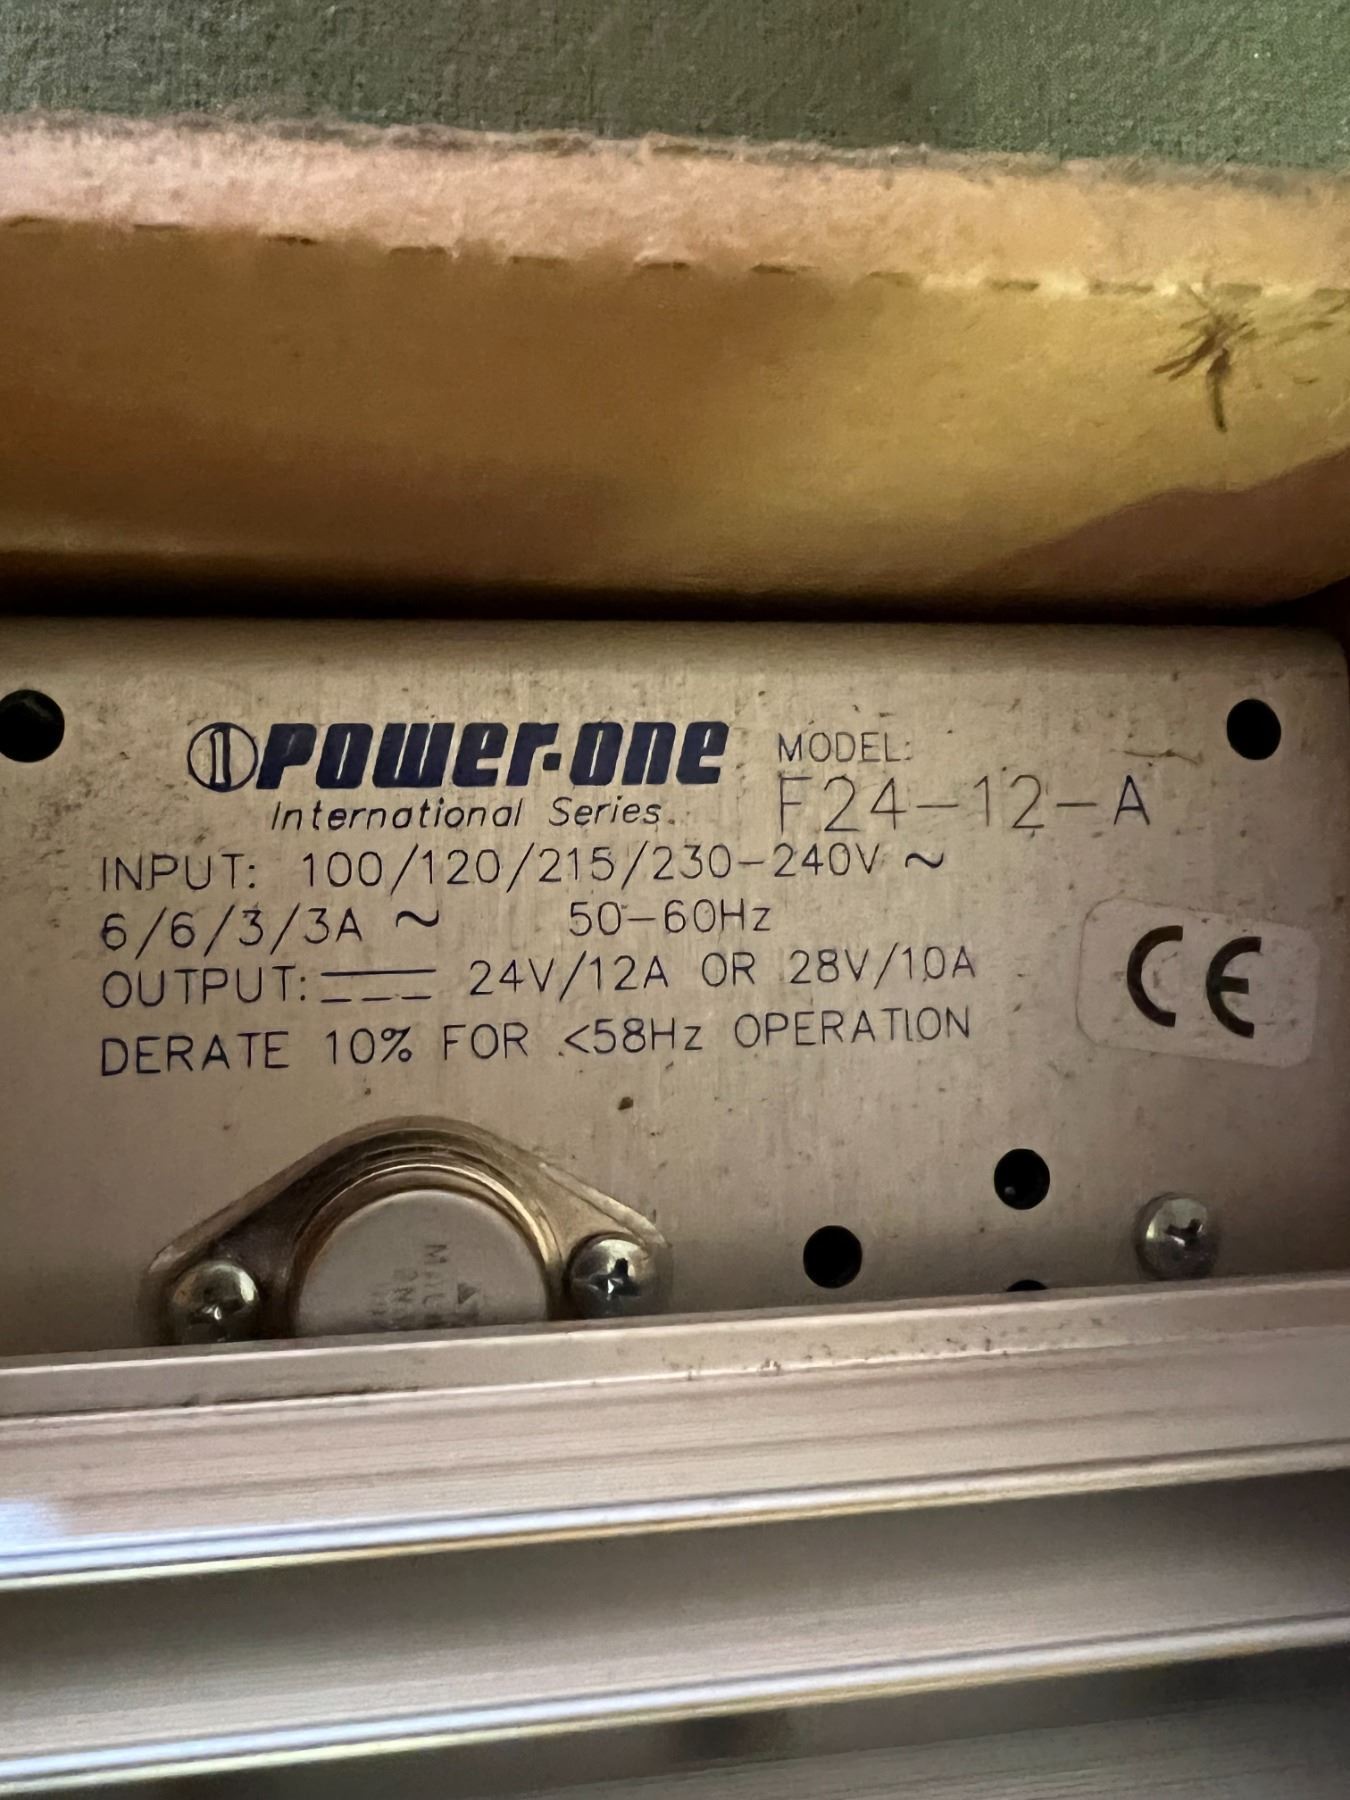 POWER-ONE
International Series
MODEL:
F24-12-A
INPUT: 100/120/215/230-240V ~
6/6/3/3A ~ 50-60Hz
OUTPUT: ⎓ 24V/12A OR 28V/10A
DERATE 10% FOR <58Hz OPERATION
CE